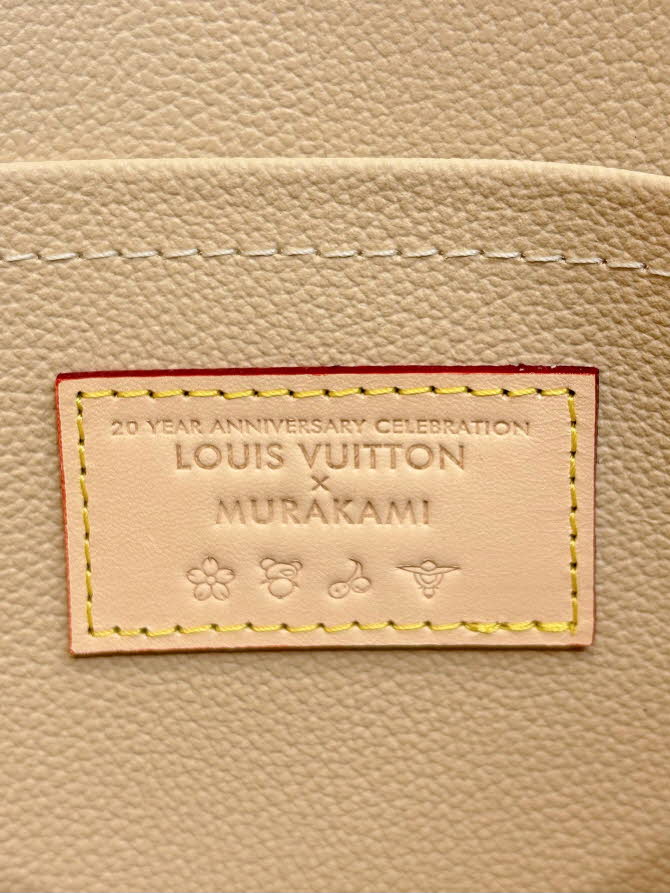 20 YEAR ANNIVERSARY CELEBRATION
LOUIS VUITTON
×
MURAKAMI